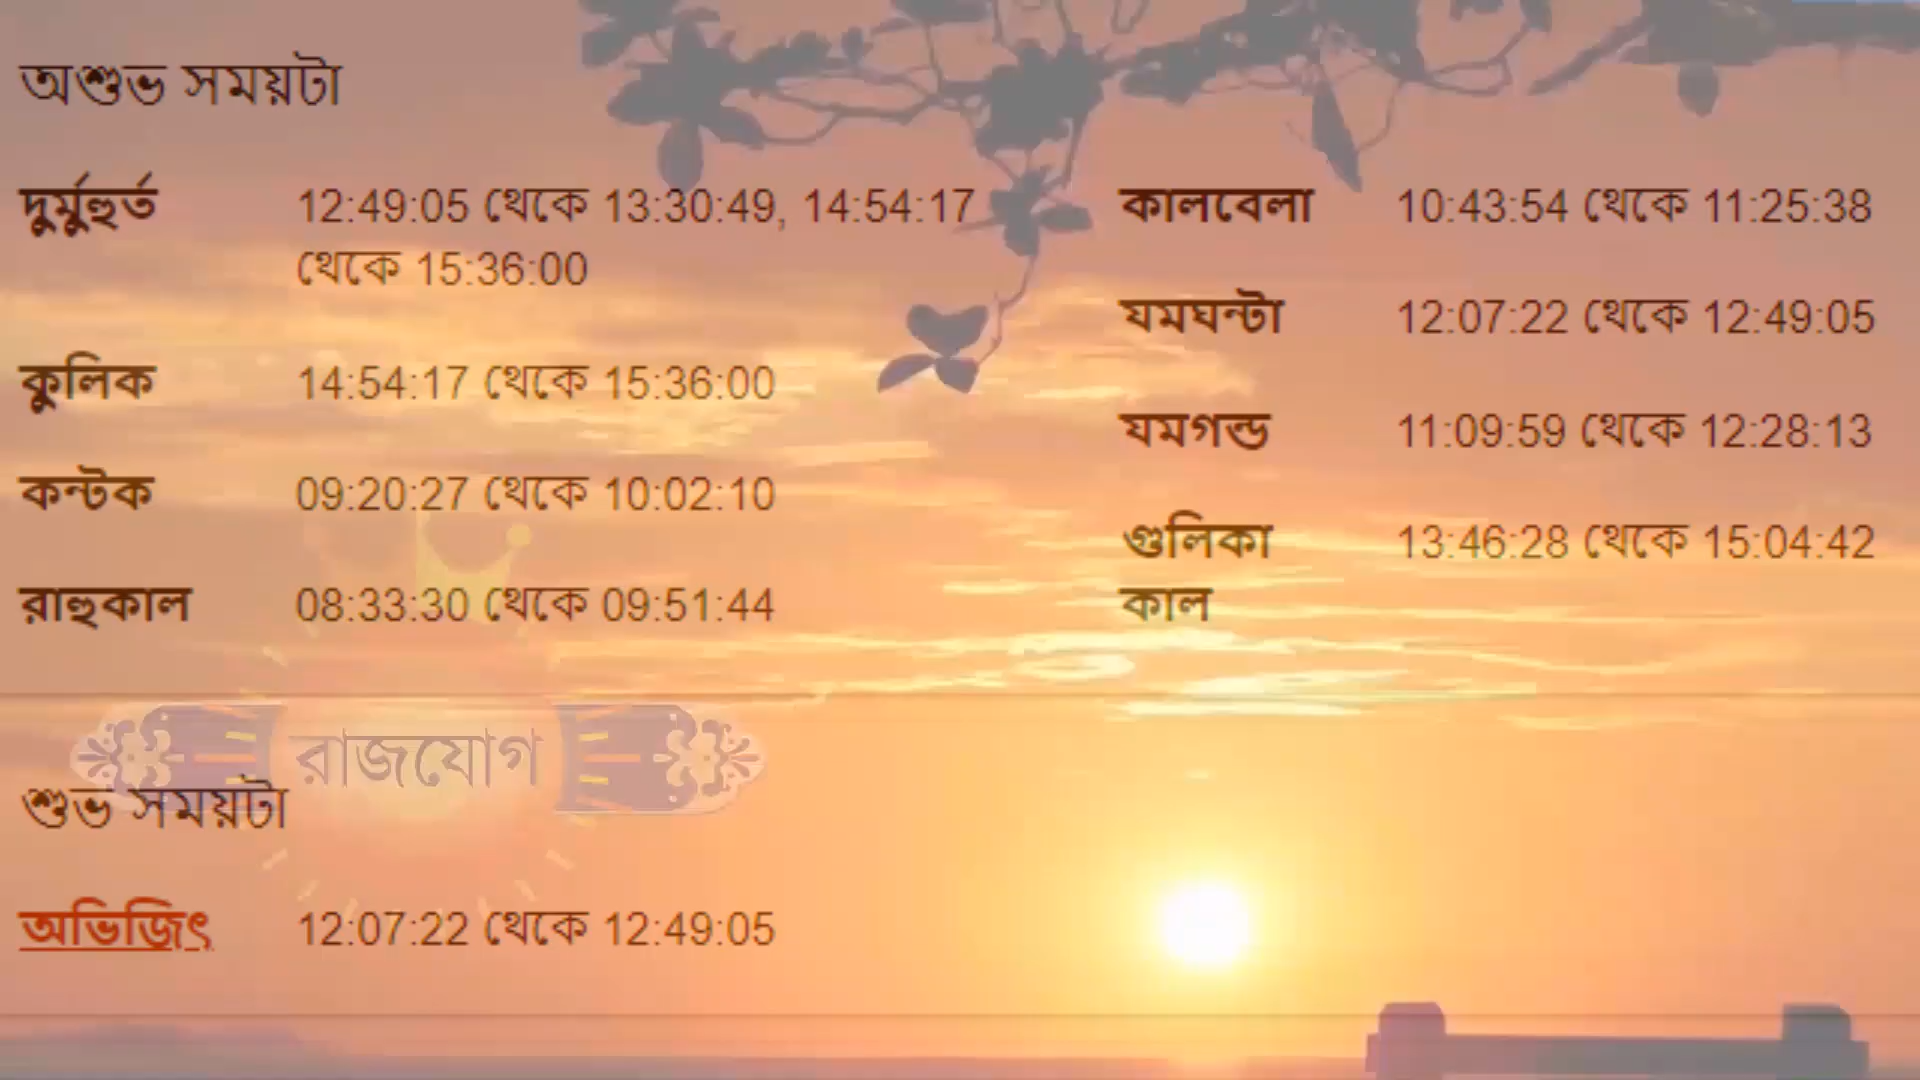 অশুভ সময়টা
দুর্মুহুর্ত 12:49:05 থেকে 13:30:49, 14:54:17
থেকে 15:36:00
কুলিক 14:54:17 থেকে 15:36:00
কন্টক 09:20:27 থেকে 10:02:10
রাহুকাল 08:33:30 থেকে 09:51:44
কালবেলা 10:43:54 থেকে 11:25:38
যমঘন্টা 12:07:22 থেকে 12:49:05
যমগন্ড 11:09:59 থেকে 12:28:13
গুলিকা 13:46:28 থেকে 15:04:42
কাল
রাজযোগ
শুভ সময়টা
অভিজিৎ 12:07:22 থেকে 12:49:05